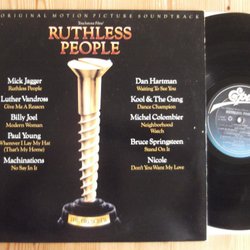 ORIGINAL MOTION PICTURE SOUNDTRACK
Touchstone Films'
RUTHLESS
PEOPLE
Mick Jagger
Ruthless People
Luther Vandross
Give Me A Reason
Billy Joel
Modern Woman
Paul Young
Wherever I Lay My Hat
(That's My Home)
Machinations
No Say In It
Dan Hartman
Waiting To See You
Kool & The Gang
Dance Champion
Michel Colombier
Neighborhood
Watch
Bruce Springsteen
Stand On It
Nicole
Don't You Want My Love
Epic